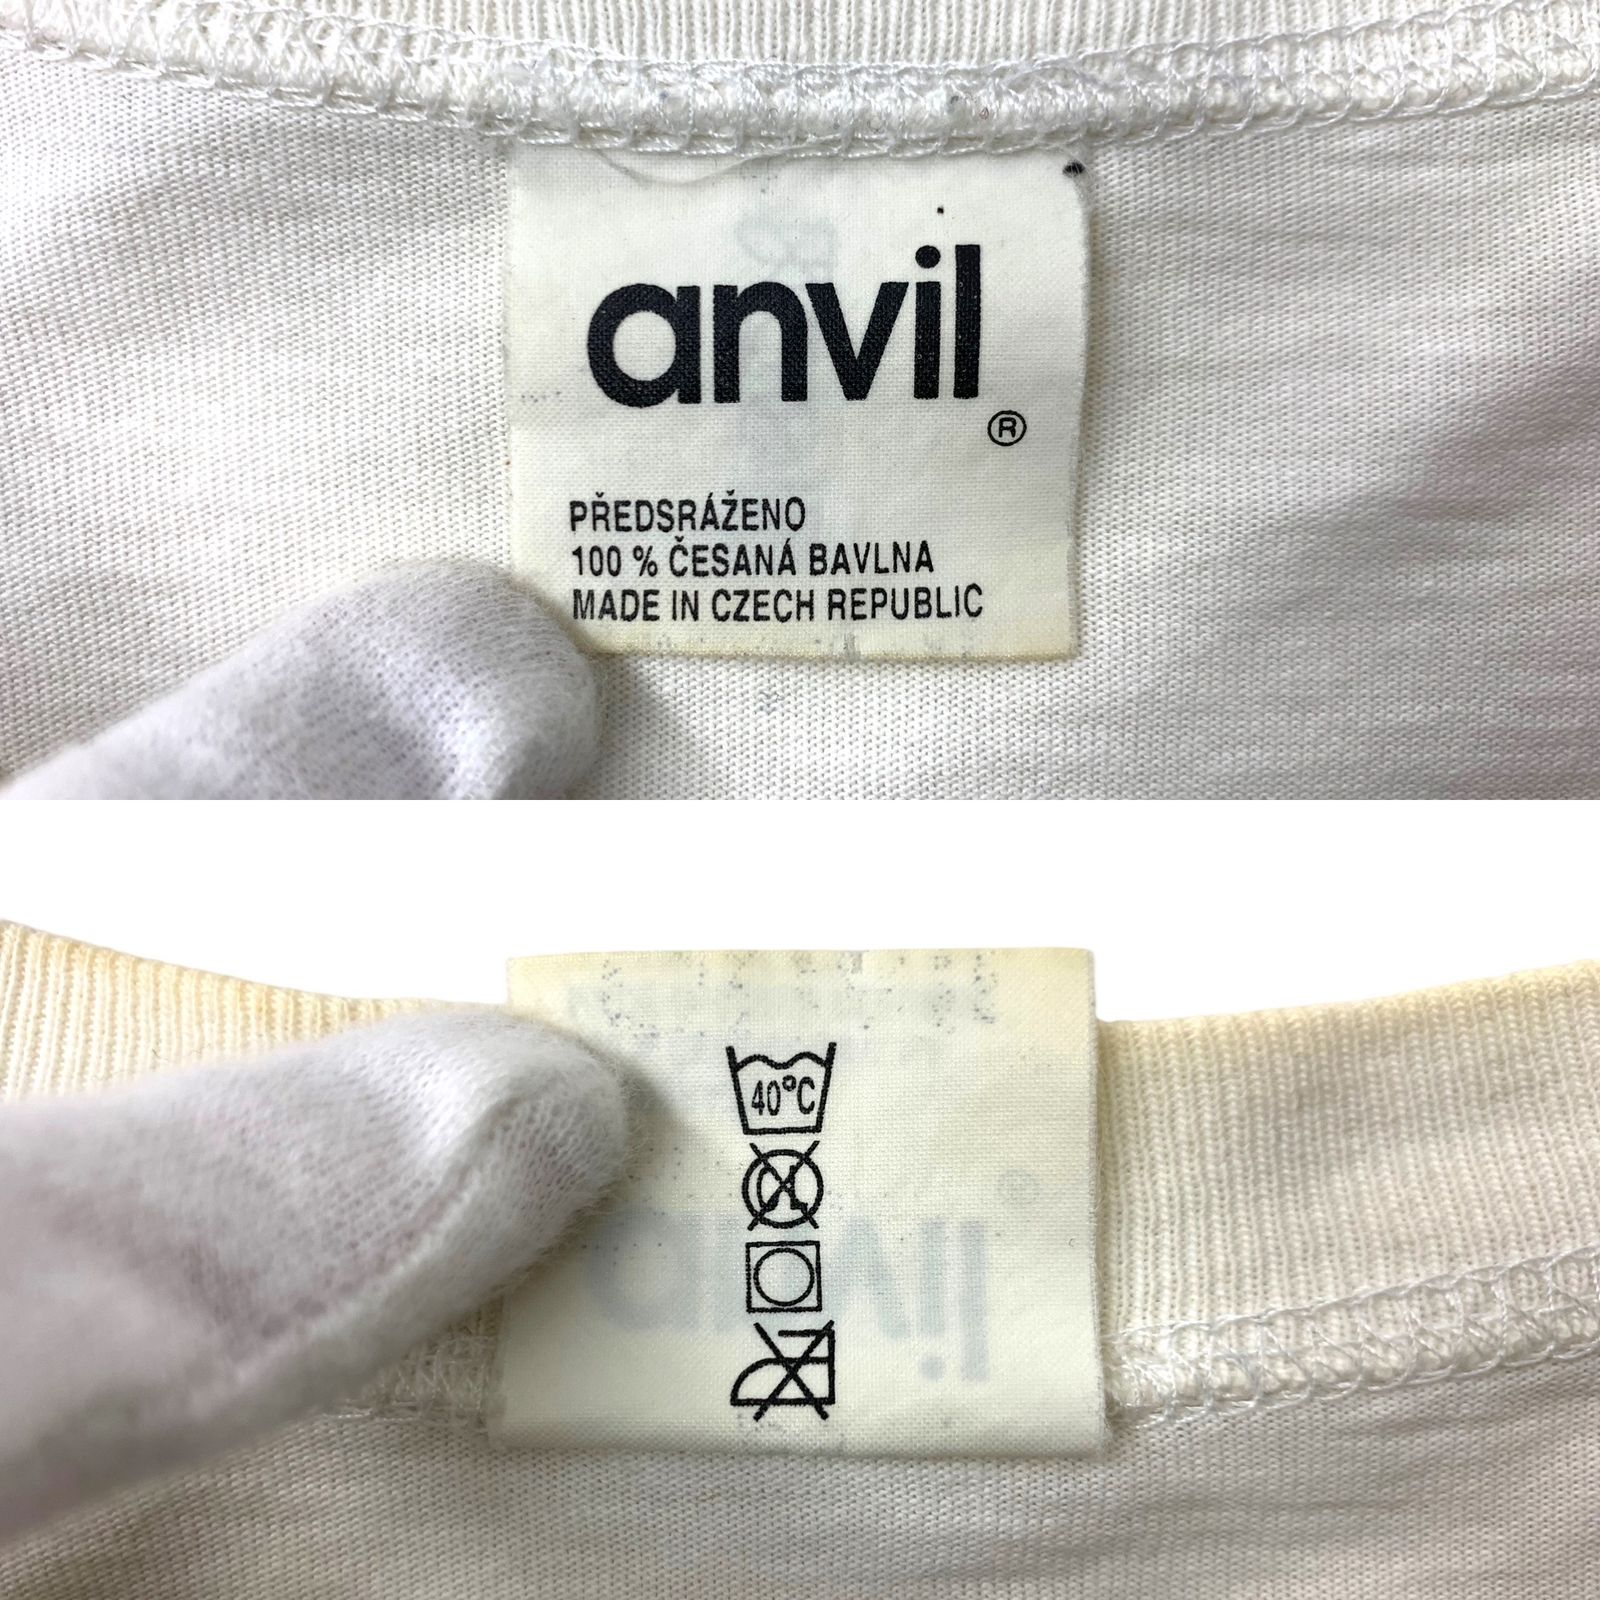 anvil
®
PŘEDSRÁŽENO
100 % ČESANÁ BAVLNA
MADE IN CZECH REPUBLIC
40°C